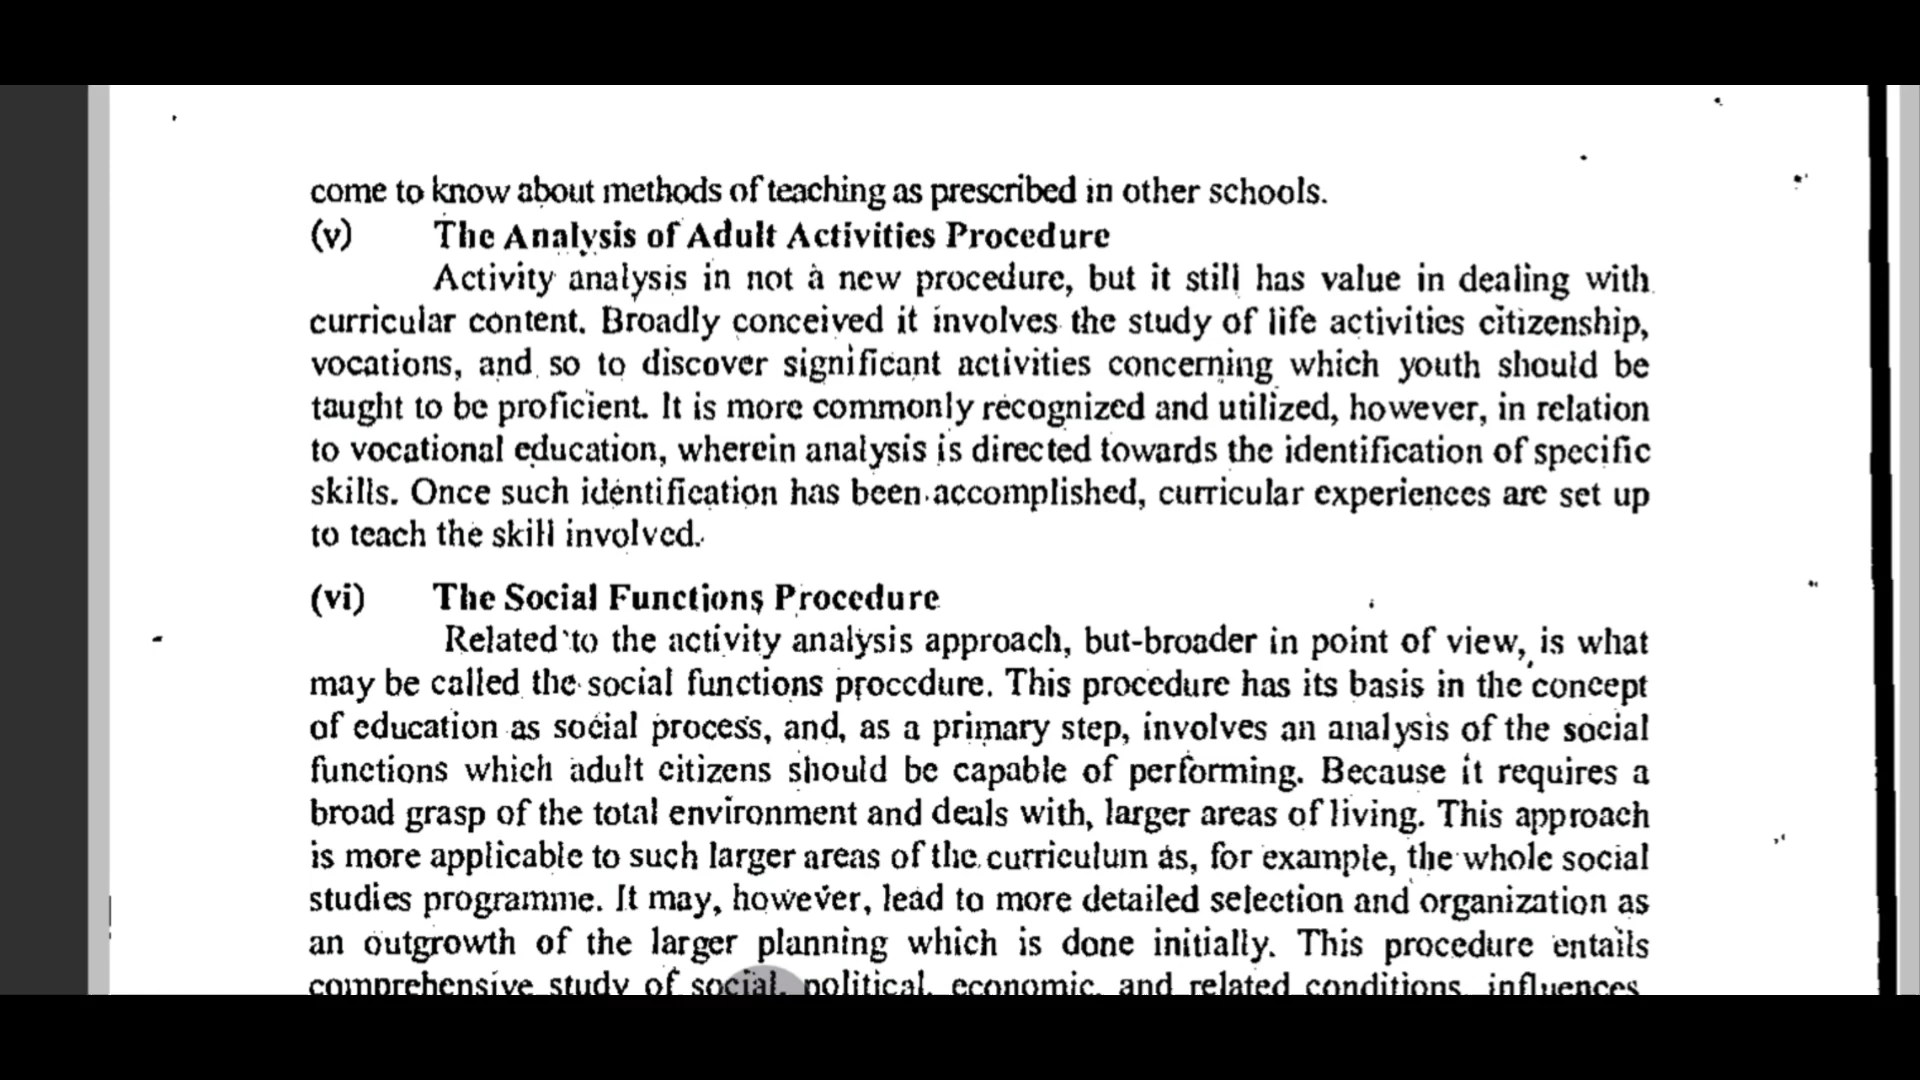 come to know about methods of teaching as prescribed in other schools.
(v) The Analysis of Adult Activities Procedure
Activity analysis in not a new procedure, but it still has value in dealing with
curricular content. Broadly conceived it involves the study of life activities citizenship,
vocations, and so to discover significant activities concerning which youth should be
taught to be proficient. It is more commonly recognized and utilized, however, in relation
to vocational education, wherein analysis is directed towards the identification of specific
skills. Once such identification has been accomplished, curricular experiences are set up
to teach the skill involved.
(vi) The Social Functions Procedure
Related to the activity analysis approach, but-broader in point of view, is what
may be called the social functions procedure. This procedure has its basis in the concept
of education as social process, and, as a primary step, involves an analysis of the social
functions which adult citizens should be capable of performing. Because it requires a
broad grasp of the total environment and deals with, larger areas of living. This approach
is more applicable to such larger areas of the curriculum as, for example, the whole social
studies programme. It may, however, lead to more detailed selection and organization as
an outgrowth of the larger planning which is done initially. This procedure entails
comprehensive study of social, political, economic, and related conditions, influences,